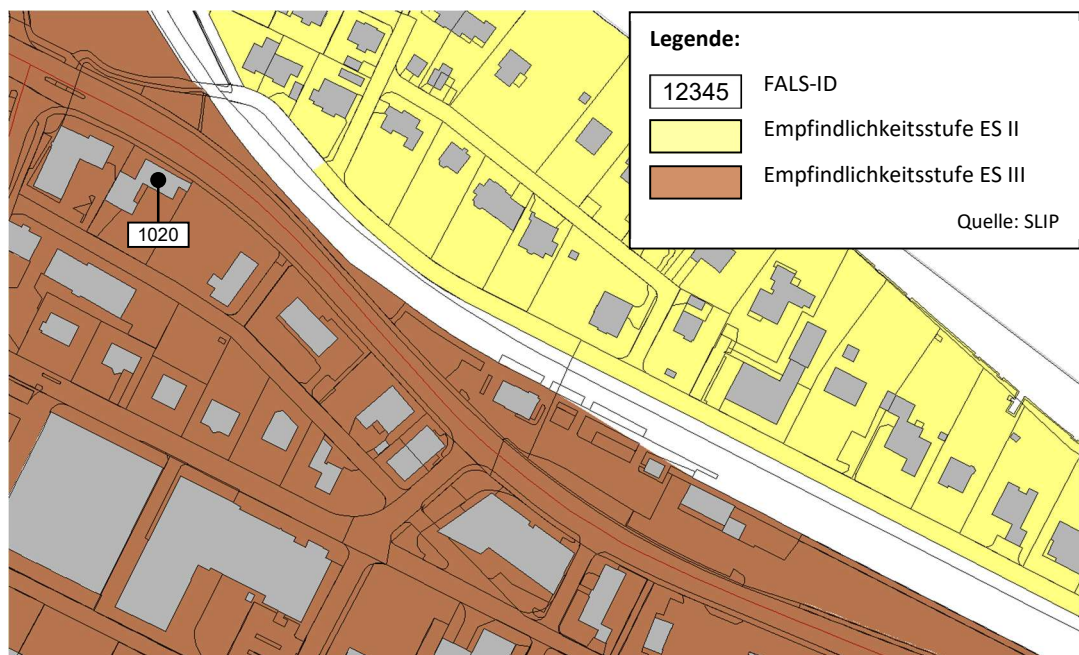 Legende:
12345 FALS-ID
Empfindlichkeitsstufe ES II
Empfindlichkeitsstufe ES III
Quelle: SLIP
1020